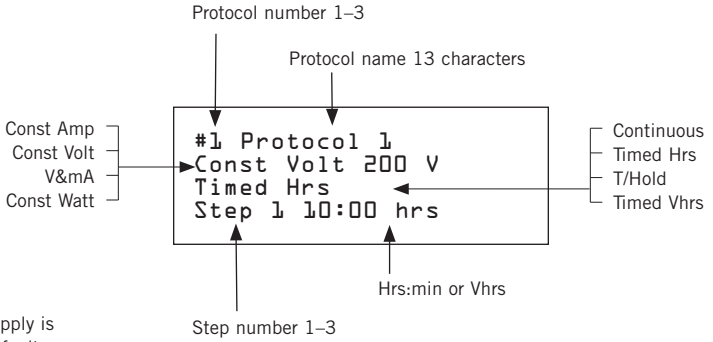 Protocol number 1–3
Protocol name 13 characters
Const Amp
Const Volt
V&mA
Const Watt
#1 Protocol 1
Const Volt 200 V
Timed Hrs
Step 1 10:00 hrs
Continuous
Timed Hrs
T/Hold
Timed Vhrs
Hrs:min or Vhrs
Step number 1–3
pply is